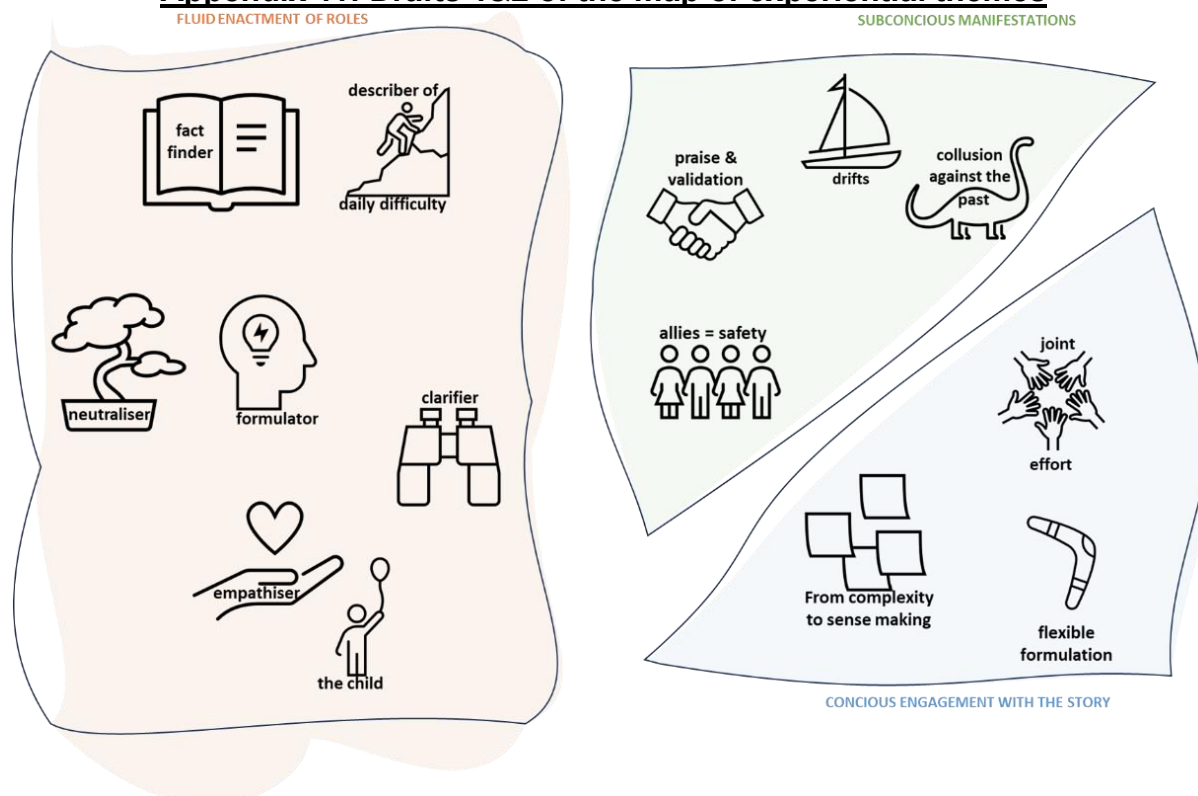 FLUID ENACTMENT OF ROLES
fact
finder
describer of
daily difficulty
neutraliser
formulator
clarifier
empathiser
the child
SUBCONCIOUS MANIFESTATIONS
praise &
validation
drifts
collusion
against the
past
allies = safety
joint
effort
From complexity
to sense making
flexible
formulation
CONCIOUS ENGAGEMENT WITH THE STORY